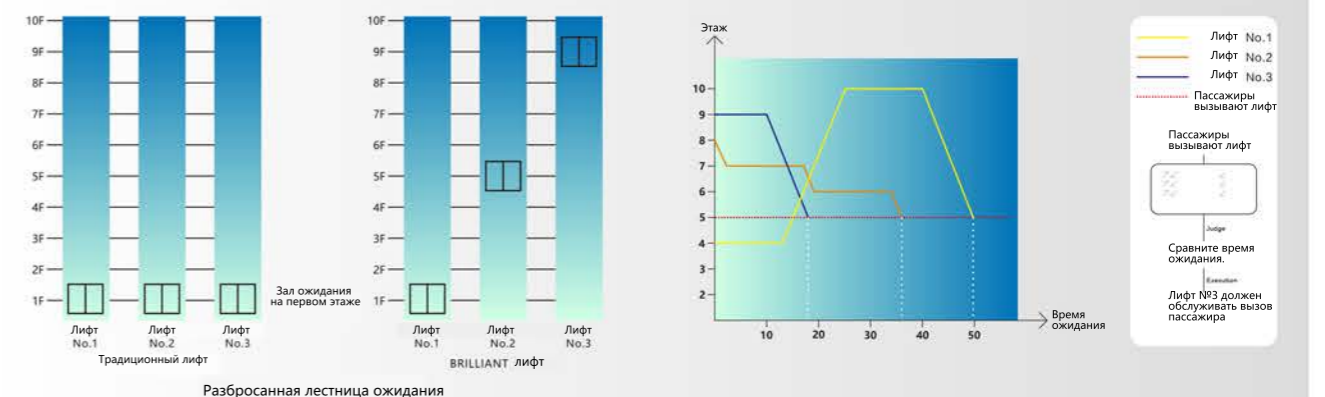 10F
9F
8F
7F
6F
5F
4F
3F
2F
1F
Лифт
No.1
Лифт
No.2
Лифт
No.3
Традиционный лифт
Зал ожидания
на первом этаже
10F
9F
8F
7F
6F
5F
4F
3F
2F
1F
Лифт
No.1
Лифт
No.2
Лифт
No.3
BRILLIANT лифт
Разбросанная лестница ожидания
Этаж
10
9
8
7
6
5
4
3
2
10 20 30 40 50
Время
ожидания
Лифт No.1
Лифт No.2
Лифт No.3
Пассажиры
вызывают лифт
Пассажиры
вызывают лифт
Judge
Сравните время
ожидания.
Execution
Лифт №3 должен
обслуживать вызов
пассажира